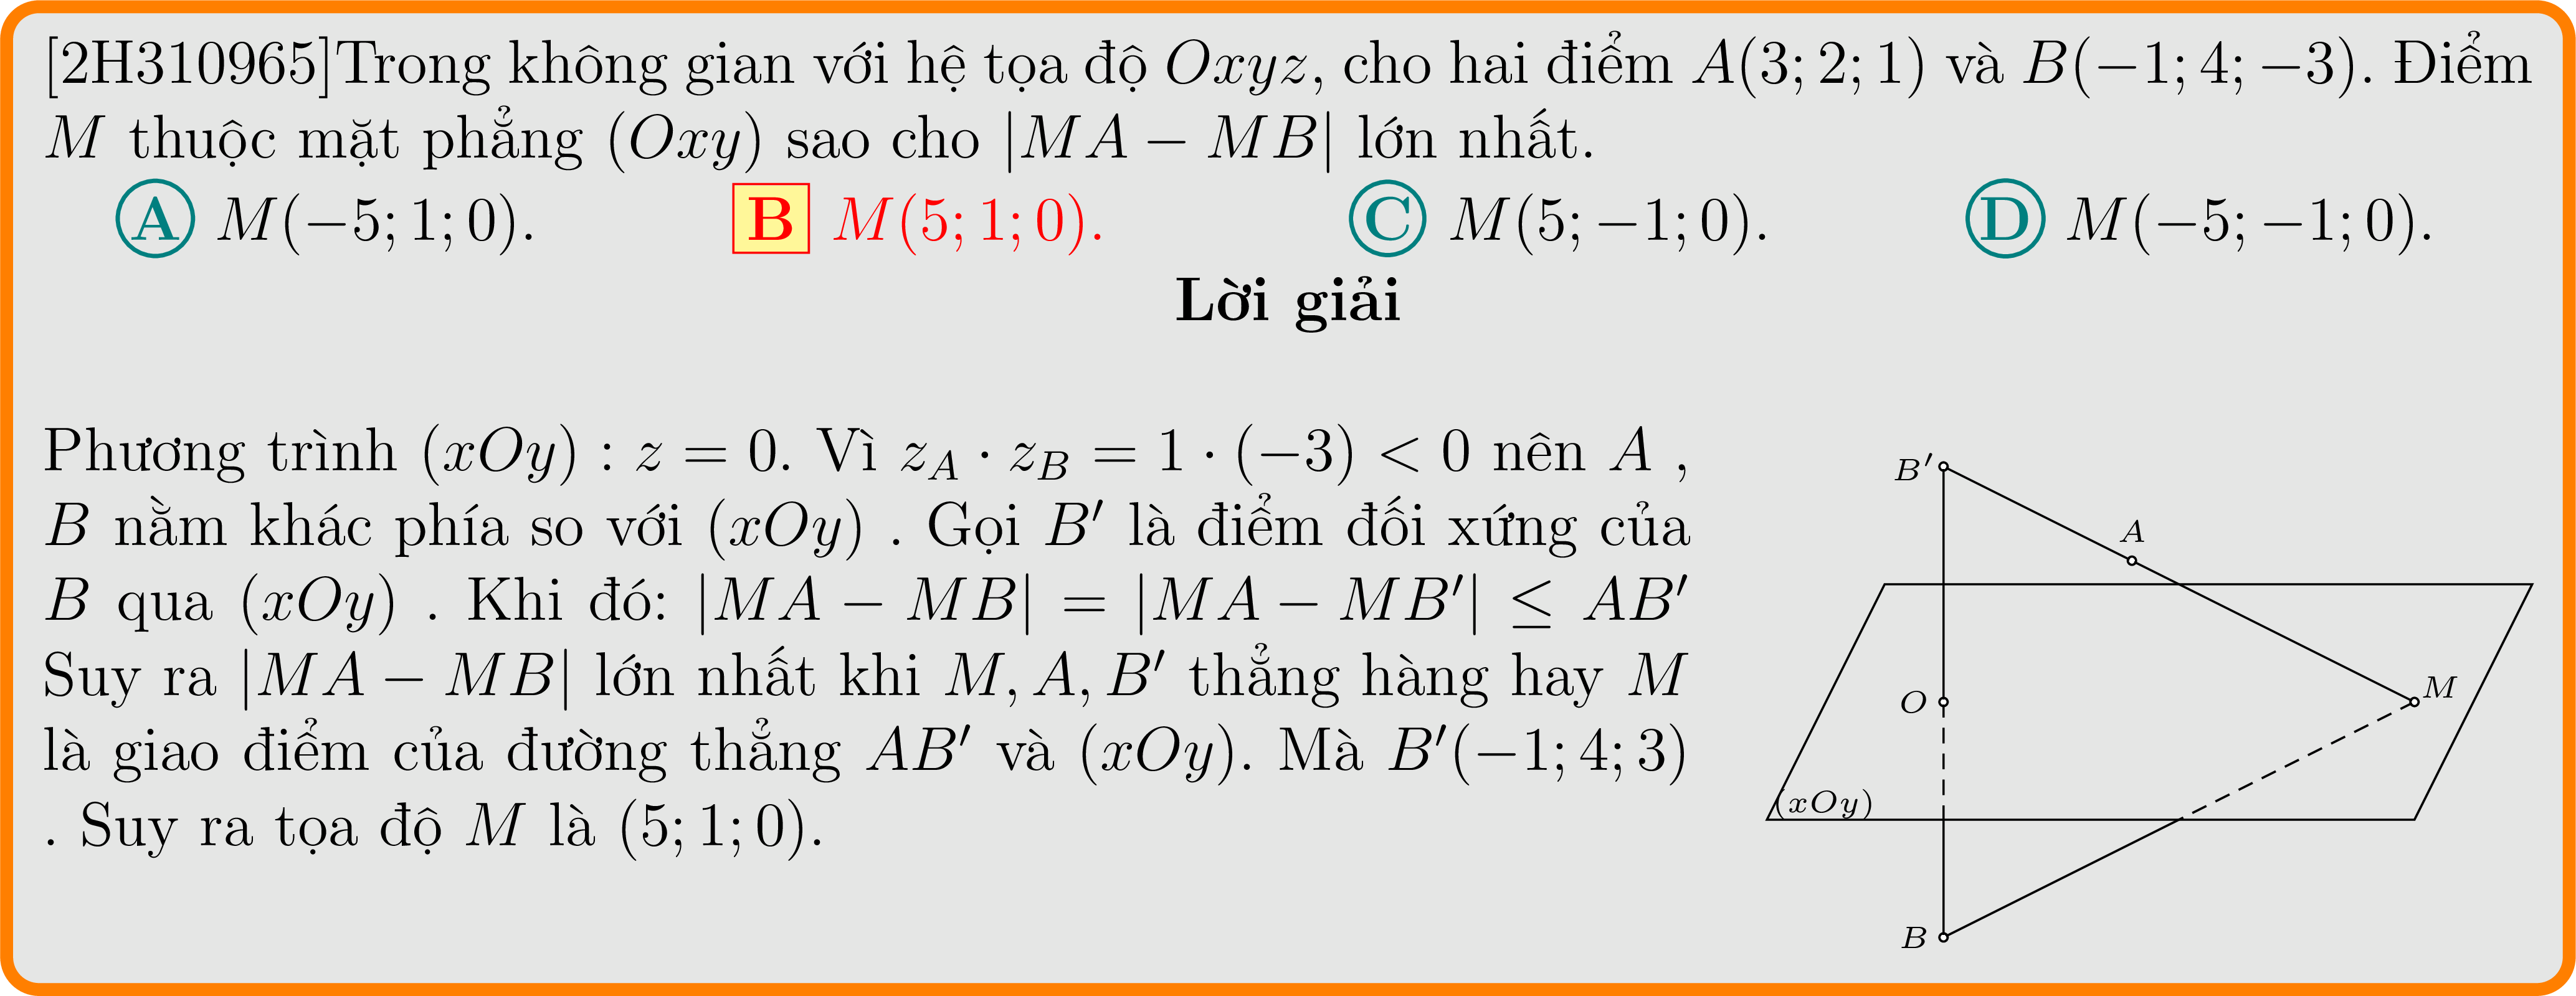 [2H310965]Trong không gian với hệ tọa độ Oxyz, cho hai điểm A(3; 2; 1) và B(−1; 4; −3). Điểm
M thuộc mặt phẳng (Oxy) sao cho |MA − MB| lớn nhất.
A M(−5; 1; 0). B M(5; 1; 0). C M(5; −1; 0). D M(−5; −1; 0).
Lời giải
Phương trình (xOy) : z = 0. Vì z_A · z_B = 1 · (−3) < 0 nên A ,
B nằm khác phía so với (xOy) . Gọi B′ là điểm đối xứng của
B qua (xOy) . Khi đó: |MA − MB| = |MA − MB′| ≤ AB′
Suy ra |MA − MB| lớn nhất khi M, A, B′ thẳng hàng hay M
là giao điểm của đường thẳng AB′ và (xOy). Mà B′(−1; 4; 3)
. Suy ra tọa độ M là (5; 1; 0).
B′
A
M
O
(xOy)
B